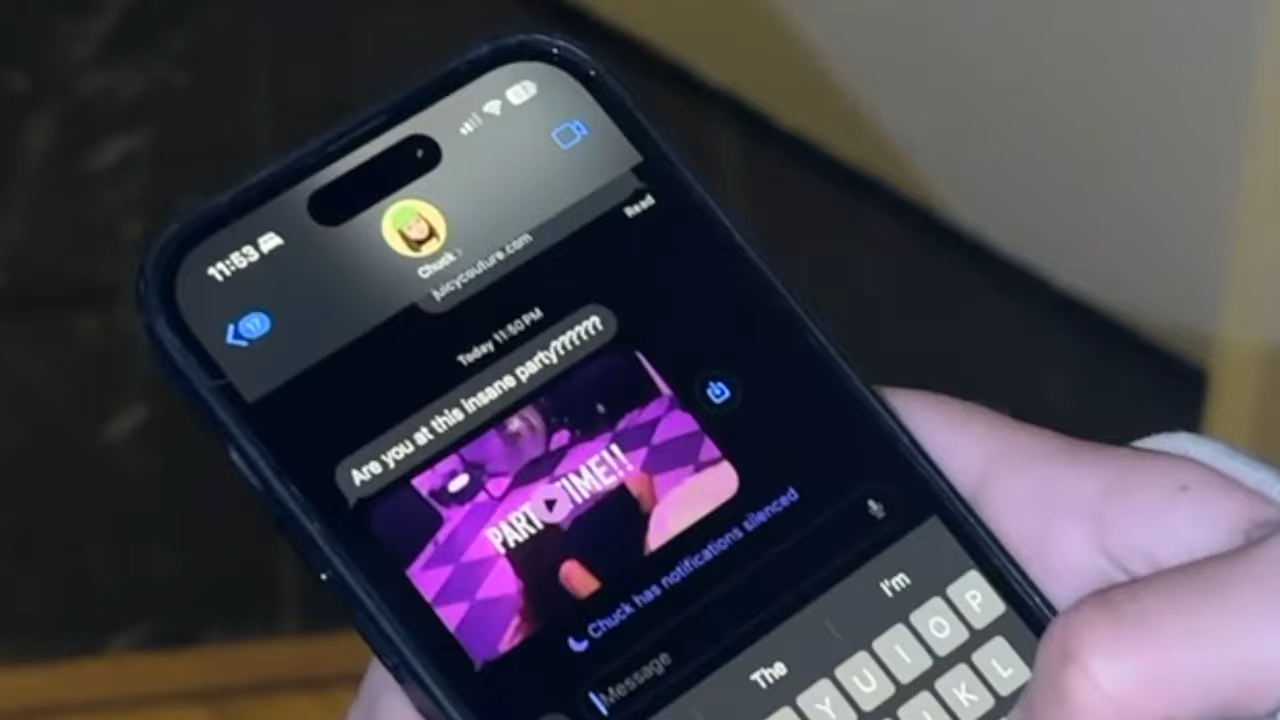 11:53
17
Chuck
juicycouture.com
Read
Today 11:50 PM
Are you at this insane party??????
PARTY TIME!!
Chuck has notifications silenced
Message
The
I'm
Y U I O P
J K L